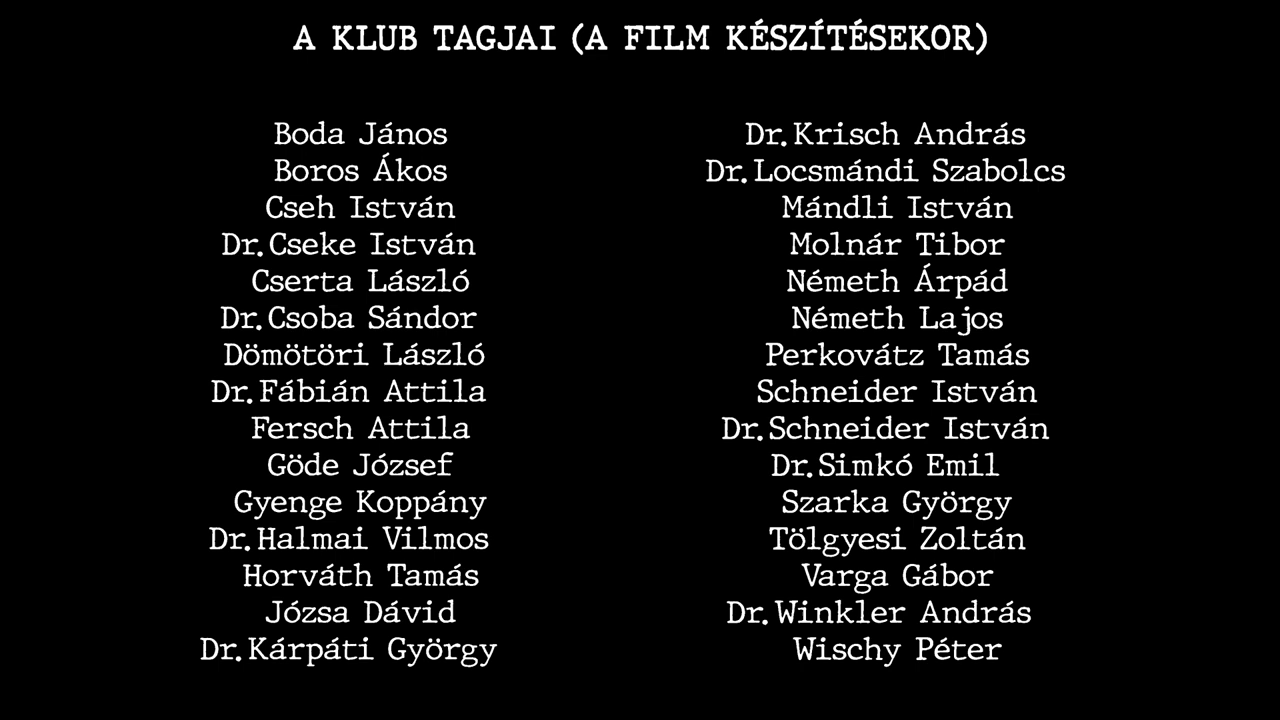 A KLUB TAGJAI (A FILM KÉSZÍTÉSEKOR)
Boda János
Boros Ákos
Cseh István
Dr. Cseke István
Cserta László
Dr. Csoba Sándor
Dömötöri László
Dr. Fábián Attila
Fersch Attila
Göde József
Gyenge Koppány
Dr. Halmai Vilmos
Horváth Tamás
Józsa Dávid
Dr. Kárpáti György
Dr. Krisch András
Dr. Locsmándi Szabolcs
Mándli István
Molnár Tibor
Németh Árpád
Németh Lajos
Perkovátz Tamás
Schneider István
Dr. Schneider István
Dr. Simkó Emil
Szarka György
Tölgyesi Zoltán
Varga Gábor
Dr. Winkler András
Wischy Péter